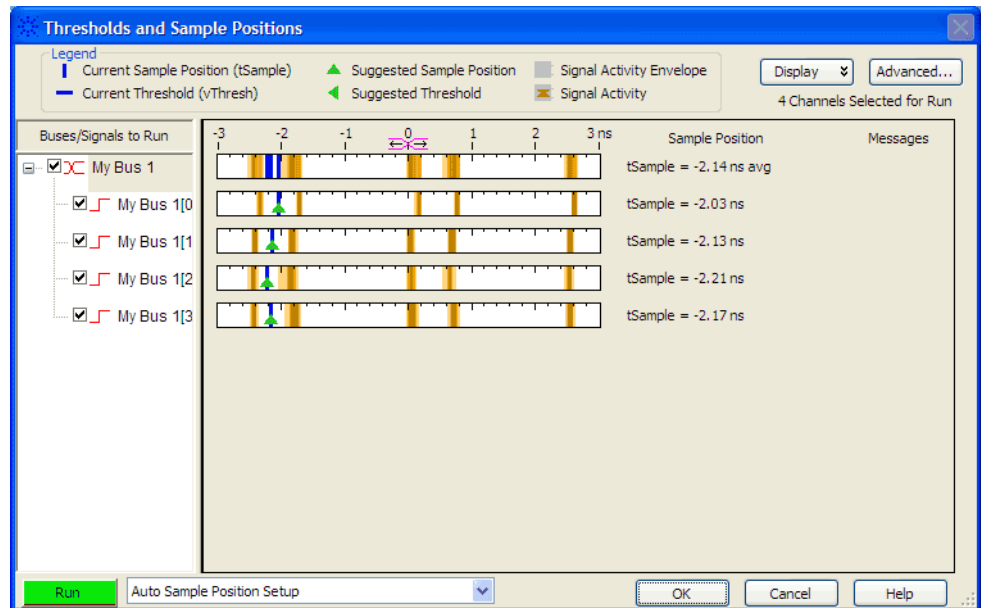 Thresholds and Sample Positions
Legend
Current Sample Position (tSample)
Suggested Sample Position
Signal Activity Envelope
Current Threshold (vThresh)
Suggested Threshold
Signal Activity
Display
Advanced...
4 Channels Selected for Run
Buses/Signals to Run
-3 -2 -1 0 1 2 3 ns
Sample Position
Messages
My Bus 1
tSample = -2.14 ns avg
My Bus 1[0
tSample = -2.03 ns
My Bus 1[1
tSample = -2.13 ns
My Bus 1[2
tSample = -2.21 ns
My Bus 1[3
tSample = -2.17 ns
Run
Auto Sample Position Setup
OK
Cancel
Help